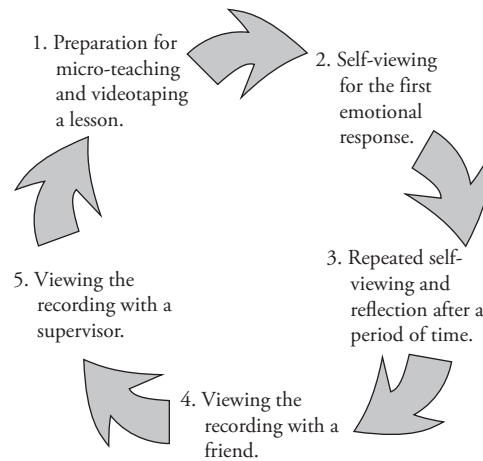 1. Preparation for
micro-teaching
and videotaping
a lesson.
2. Self-viewing
for the first
emotional
response.
3. Repeated self-
viewing and
reflection after a
period of time.
4. Viewing the
recording with a
friend.
5. Viewing the
recording with a
supervisor.